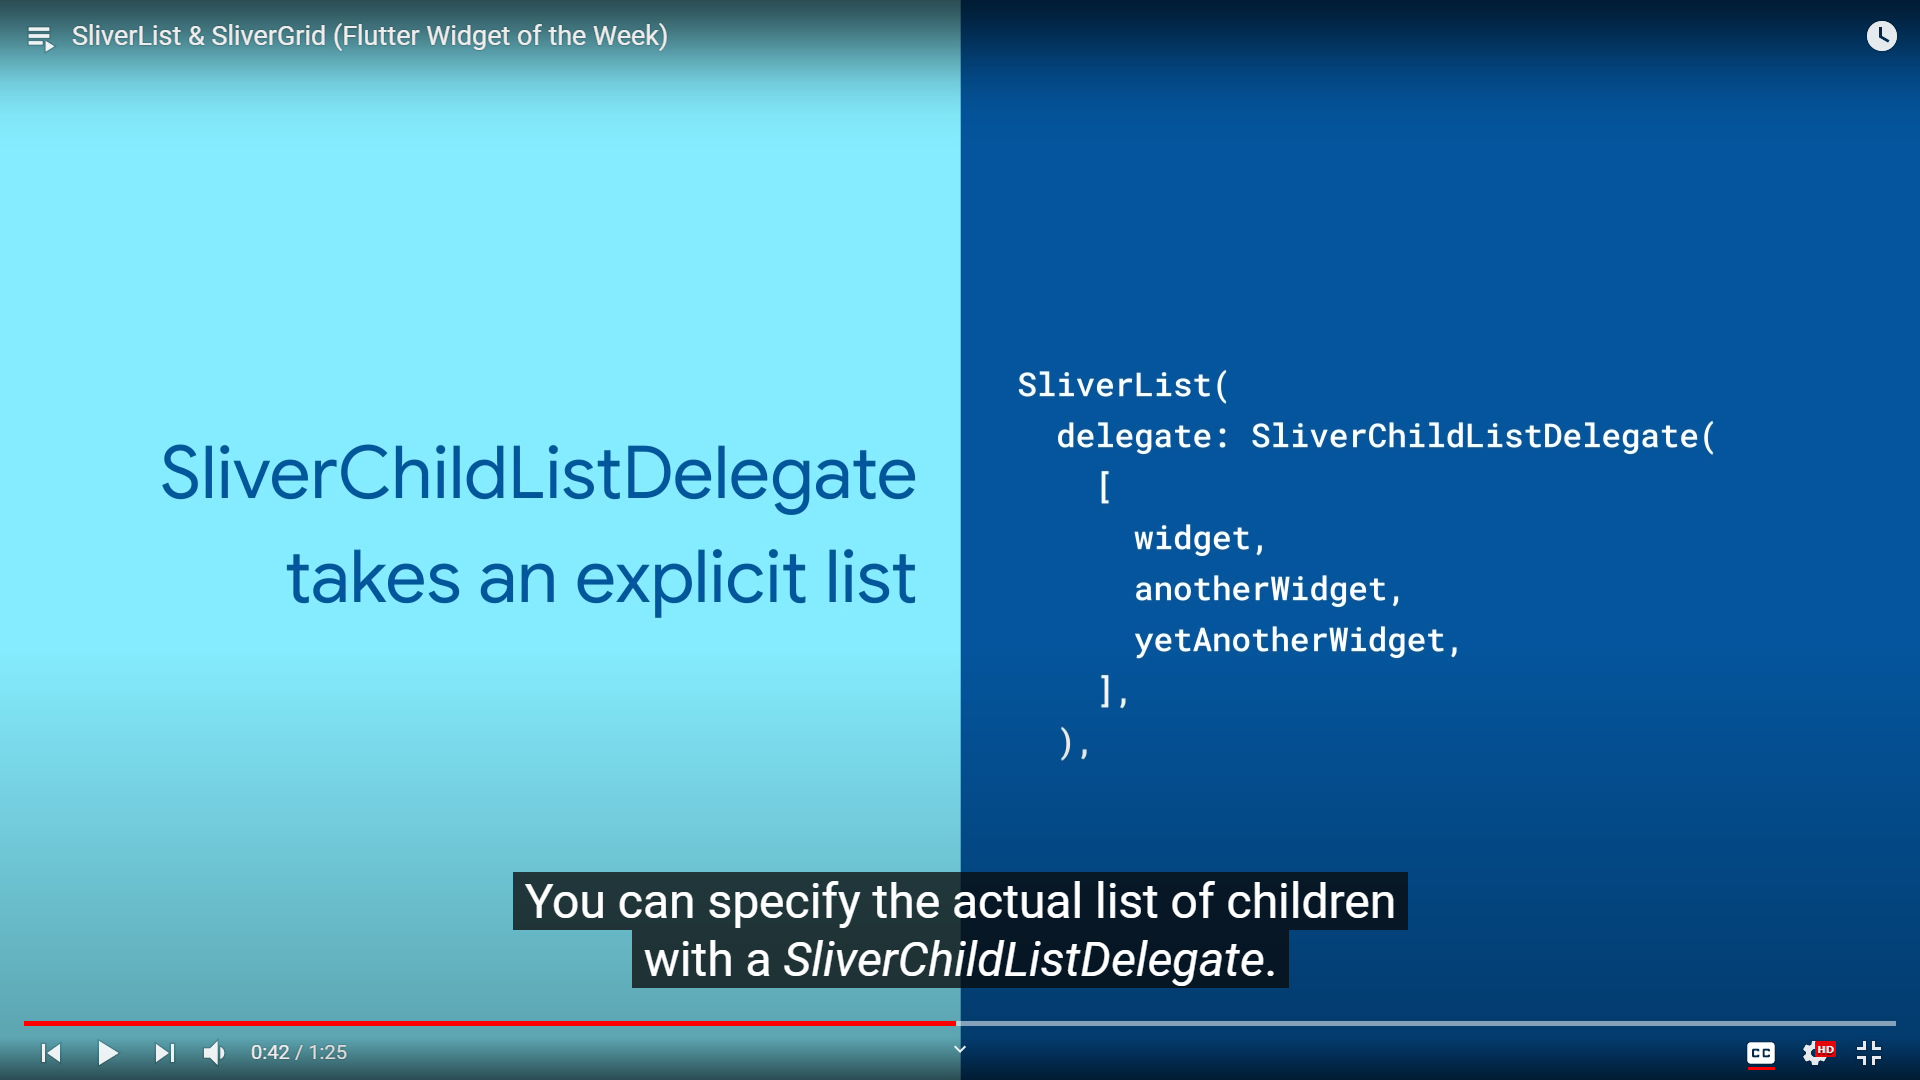 SliverList & SliverGrid (Flutter Widget of the Week)
SliverChildListDelegate
takes an explicit list
SliverList(
delegate: SliverChildListDelegate(
[
widget,
anotherWidget,
yetAnotherWidget,
],
),
You can specify the actual list of children
with a SliverChildListDelegate.
0:42 / 1:25
CC
HD